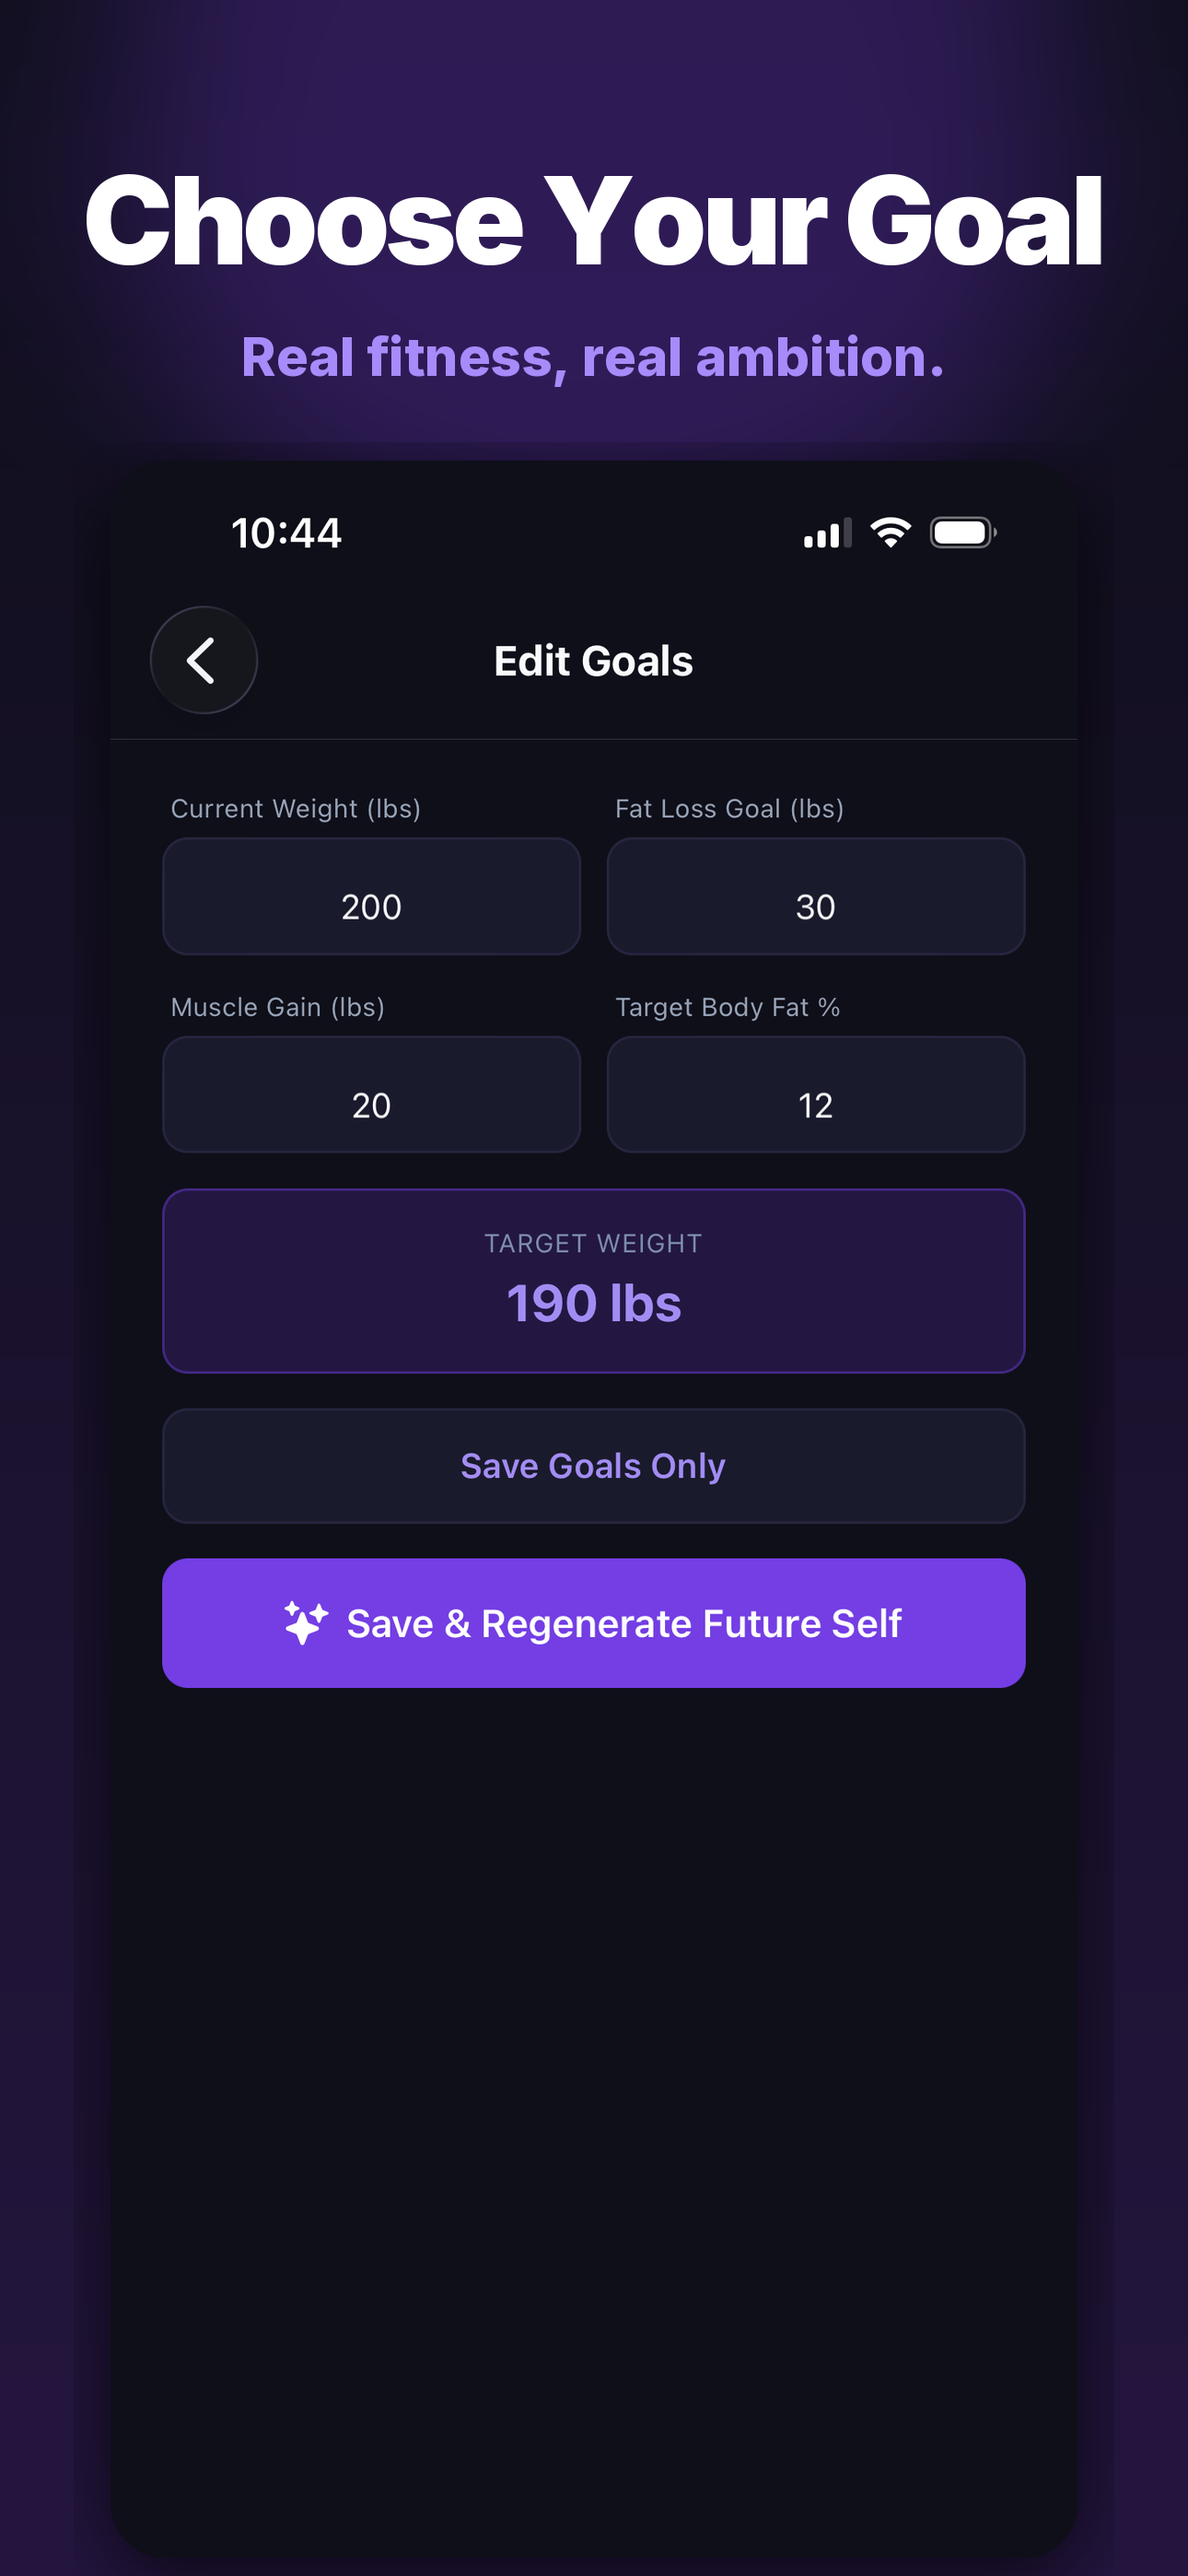 Choose Your Goal
Real fitness, real ambition.
10:44
Edit Goals
Current Weight (lbs)
Fat Loss Goal (lbs)
200
30
Muscle Gain (lbs)
Target Body Fat %
20
12
TARGET WEIGHT
190 lbs
Save Goals Only
Save & Regenerate Future Self